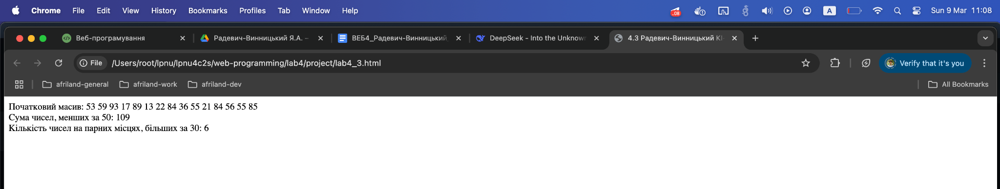 Chrome File Edit View History Bookmarks Profiles Tab Window Help ..08 A Sun 9 Mar 11:08
Веб-програмування Радевич-Винницький Я.А. – ВЕБ4_Радевич-Винницький_ DeepSeek - Into the Unknown 4.3 Радевич-Винницький КІ-
File /Users/root/lpnu/lpnu4c2s/web-programming/lab4/project/lab4_3.html Verify that it's you
afriland-general afriland-work afriland-dev All Bookmarks
Початковий масив: 53 59 93 17 89 13 22 84 36 55 21 84 56 55 85
Сума чисел, менших за 50: 109
Кількість чисел на парних місцях, більших за 30: 6